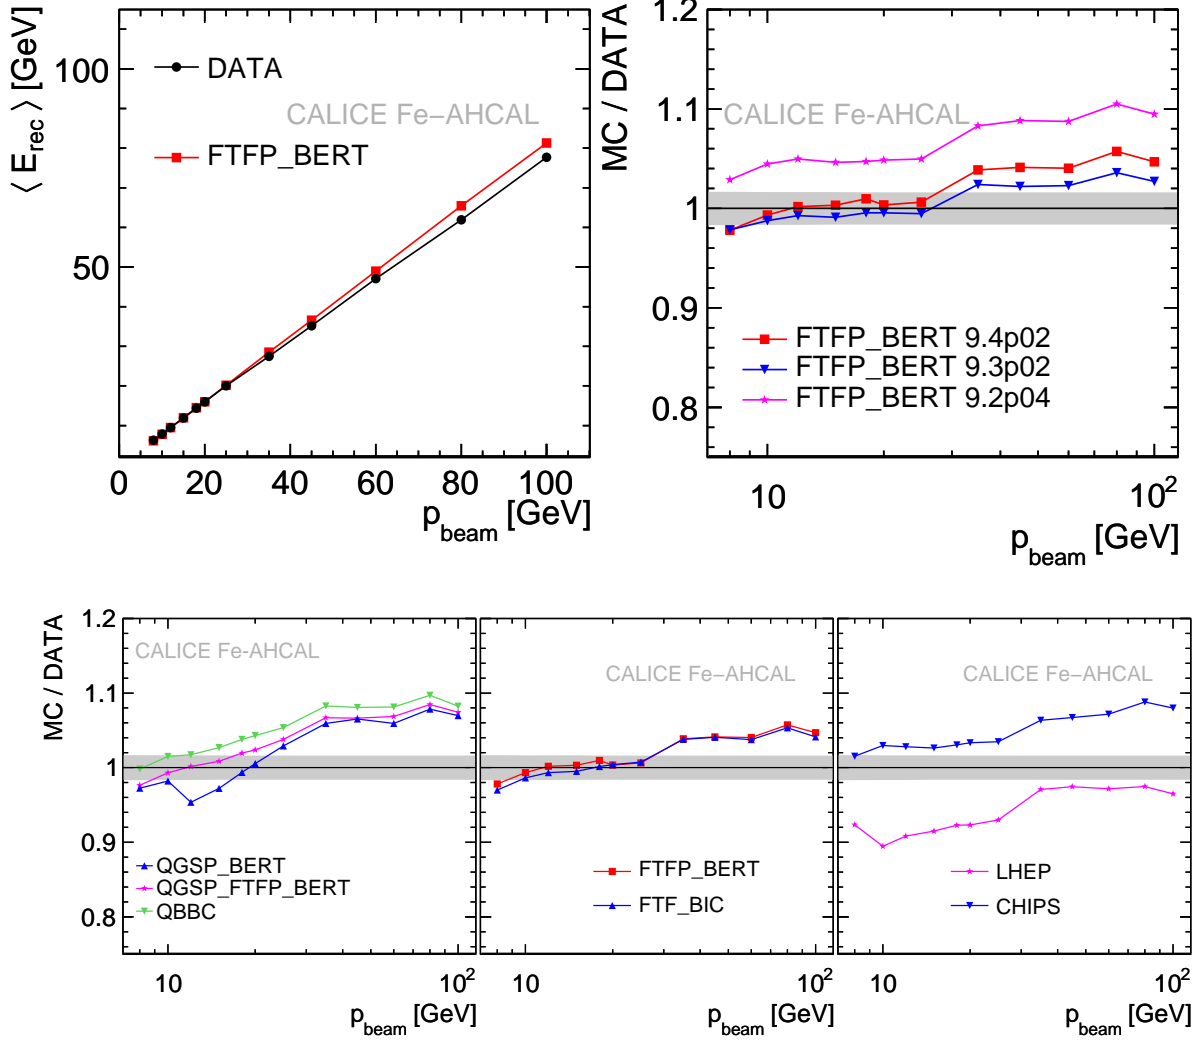 ⟨ E_rec ⟩ [GeV]
100
50
DATA
CALICE Fe−AHCAL
FTFP_BERT
0 20 40 60 80 100
p_beam [GeV]
MC / DATA
1.2
1.1
1
0.9
0.8
CALICE Fe-AHCAL
FTFP_BERT 9.4p02
FTFP_BERT 9.3p02
FTFP_BERT 9.2p04
10 10²
p_beam [GeV]
MC / DATA
1.2
1.1
1
0.9
0.8
CALICE Fe-AHCAL
QGSP_BERT
QGSP_FTFP_BERT
QBBC
10 10²
p_beam [GeV]
CALICE Fe−AHCAL
FTFP_BERT
FTF_BIC
10 10²
p_beam [GeV]
CALICE Fe−AHCAL
LHEP
CHIPS
10 10²
p_beam [GeV]